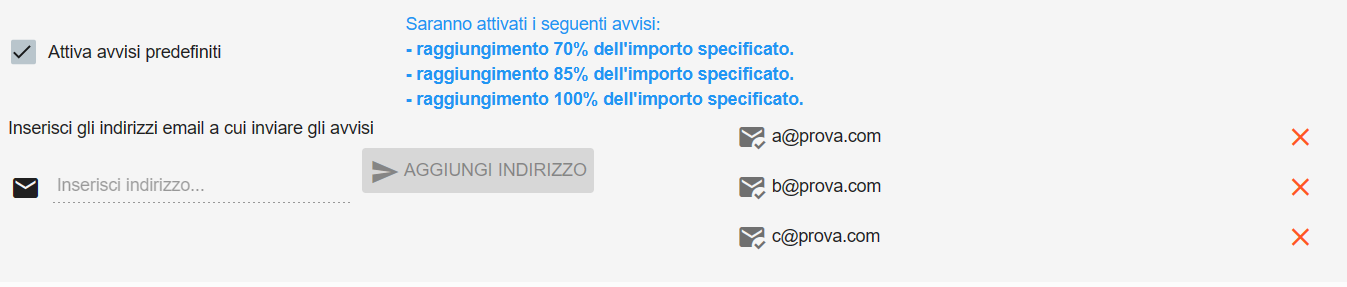 Saranno attivati i seguenti avvisi:
Attiva avvisi predefiniti
- raggiungimento 70% dell'importo specificato.
- raggiungimento 85% dell'importo specificato.
- raggiungimento 100% dell'importo specificato.
Inserisci gli indirizzi email a cui inviare gli avvisi
Inserisci indirizzo...
AGGIUNGI INDIRIZZO
a@prova.com
b@prova.com
c@prova.com